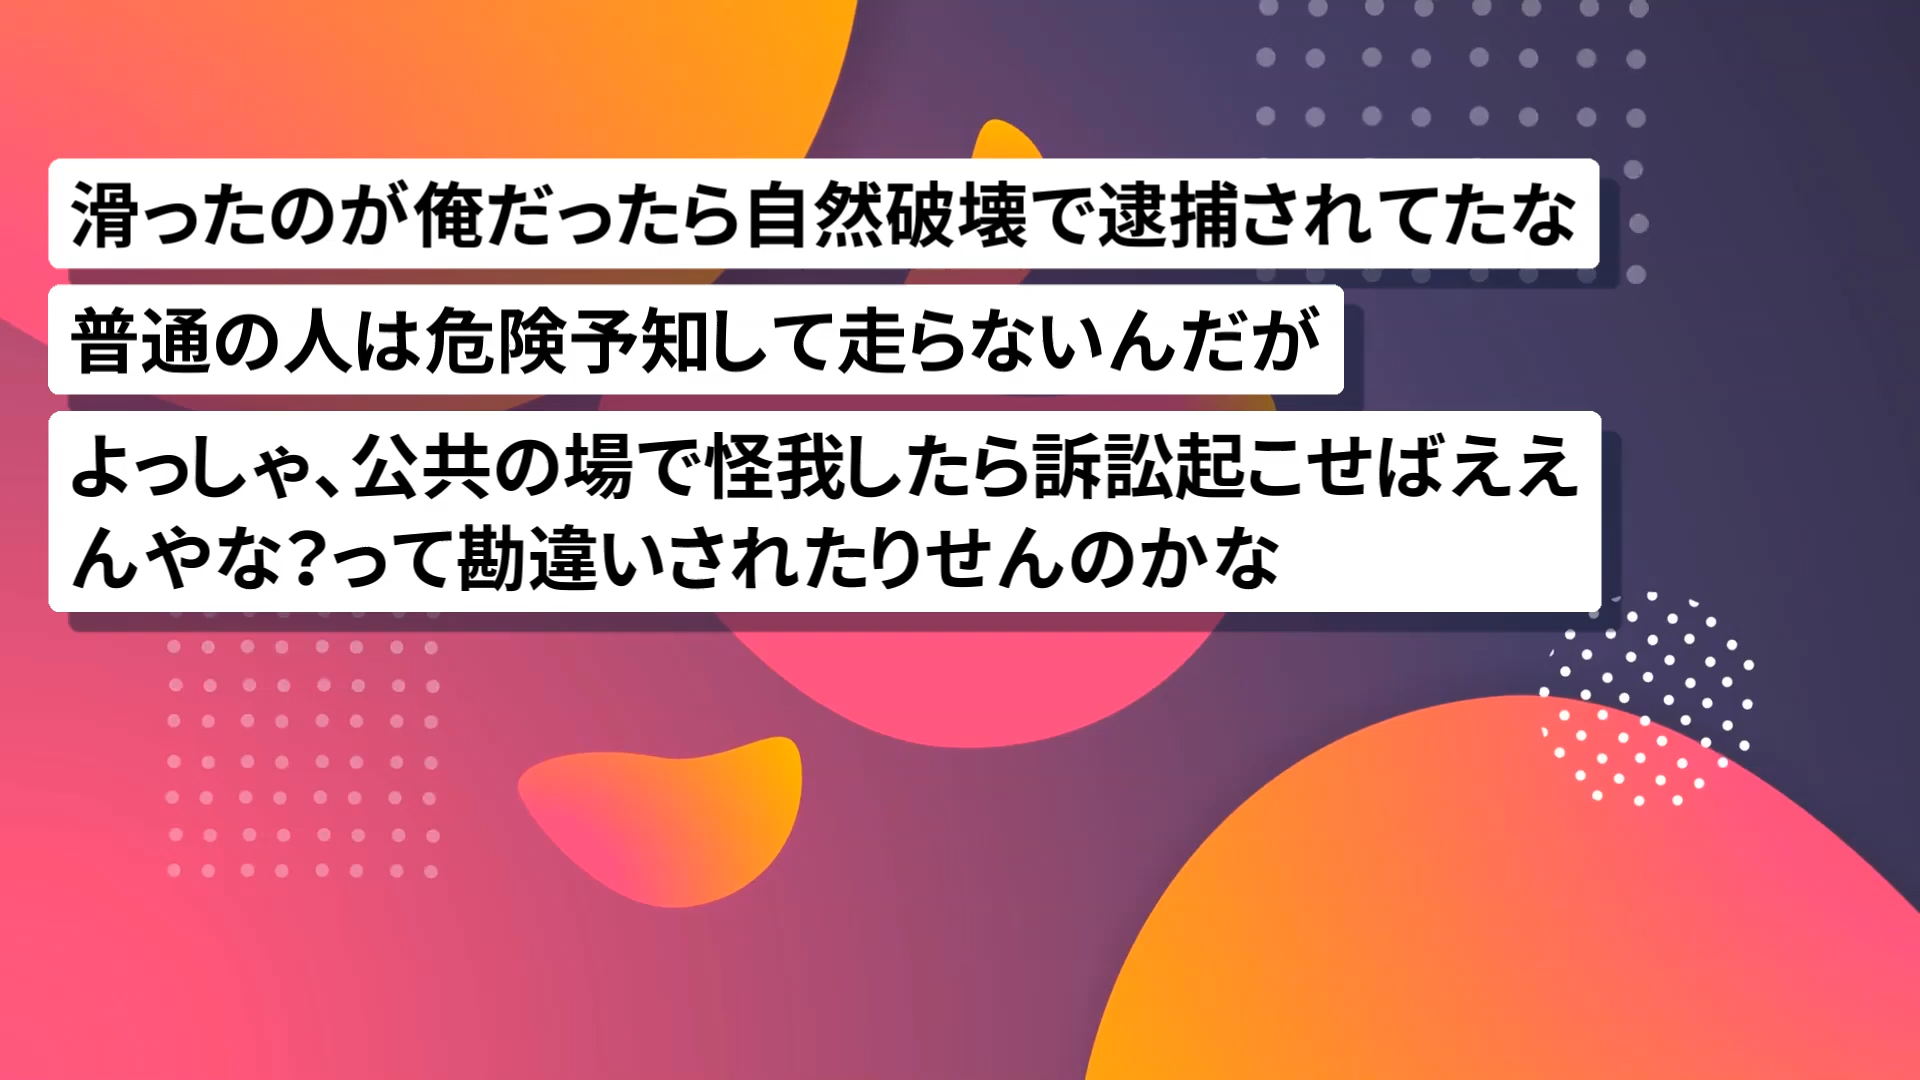 滑ったのが俺だったら自然破壊で逮捕されてたな
普通の人は危険予知して走らないんだが
よっしゃ、公共の場で怪我したら訴訟起こせばええ
んやな？って勘違いされたりせんのかな